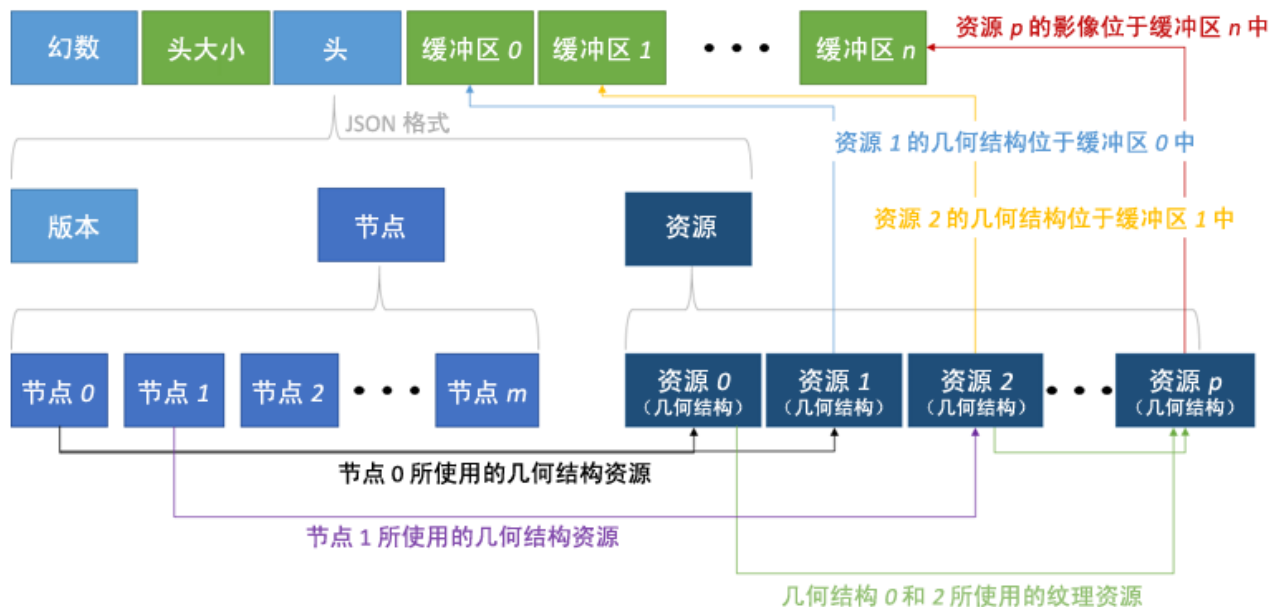 幻数 头大小 头 缓冲区 0 缓冲区 1 • • • 缓冲区 n 资源 p 的影像位于缓冲区 n 中
JSON 格式
资源 1 的几何结构位于缓冲区 0 中
版本 节点 资源
资源 2 的几何结构位于缓冲区 1 中
节点 0 节点 1 节点 2 • • • 节点 m
资源 0 资源 1 资源 2 • • • 资源 p
（几何结构） （几何结构） （几何结构） （几何结构）
节点 0 所使用的几何结构资源
节点 1 所使用的几何结构资源
几何结构 0 和 2 所使用的纹理资源